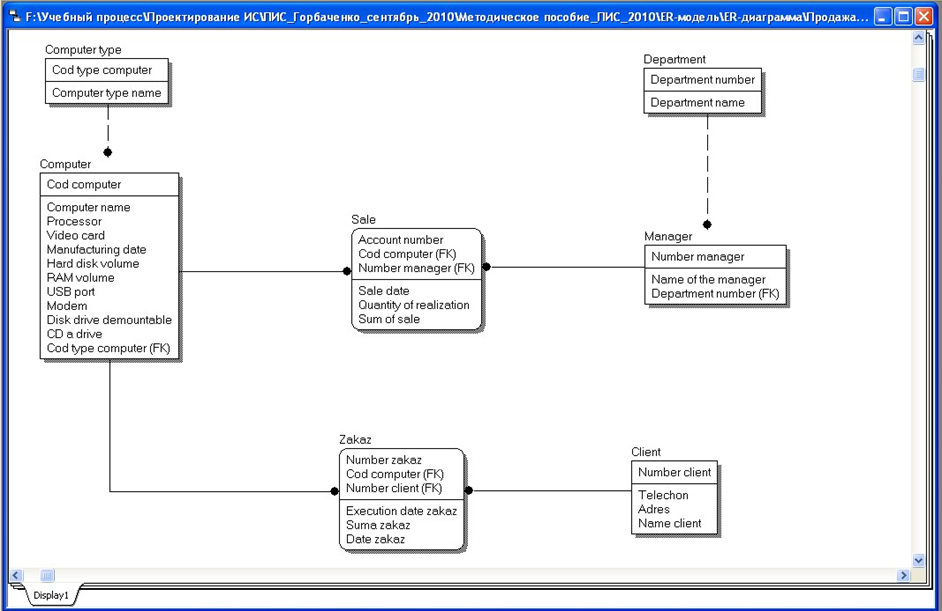 F:\Учебный процесс\Проектирование ИС\ПИС_Горбаченко_сентябрь_2010\Методическое пособие_ПИС_2010\ER-модель\ER-диаграмма\Продажа...
Computer type
Cod type computer
Computer type name
Department
Department number
Department name
Computer
Cod computer
Computer name
Processor
Video card
Manufacturing date
Hard disk volume
RAM volume
USB port
Modem
Disk drive demountable
CD a drive
Cod type computer (FK)
Sale
Account number
Cod computer (FK)
Number manager (FK)
Sale date
Quantity of realization
Sum of sale
Manager
Number manager
Name of the manager
Department number (FK)
Zakaz
Number zakaz
Cod computer (FK)
Number client (FK)
Execution date zakaz
Suma zakaz
Date zakaz
Client
Number client
Telechon
Adres
Name client
Display1